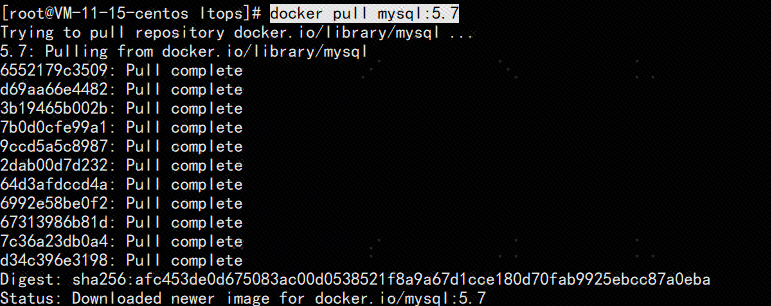 [root@VM-11-15-centos ltops]# docker pull mysql:5.7
Trying to pull repository docker.io/library/mysql ...
5.7: Pulling from docker.io/library/mysql
6552179c3509: Pull complete
d69aa66e4482: Pull complete
3b19465b002b: Pull complete
7b0d0cfe99a1: Pull complete
9ccd5a5c8987: Pull complete
2dab00d7d232: Pull complete
64d3afdccd4a: Pull complete
6992e58be0f2: Pull complete
67313986b81d: Pull complete
7c36a23db0a4: Pull complete
d34c396e3198: Pull complete
Digest: sha256:afc453de0d675083ac00d0538521f8a9a67d1cce180d70fab9925ebcc87a0eba
Status: Downloaded newer image for docker.io/mysql:5.7